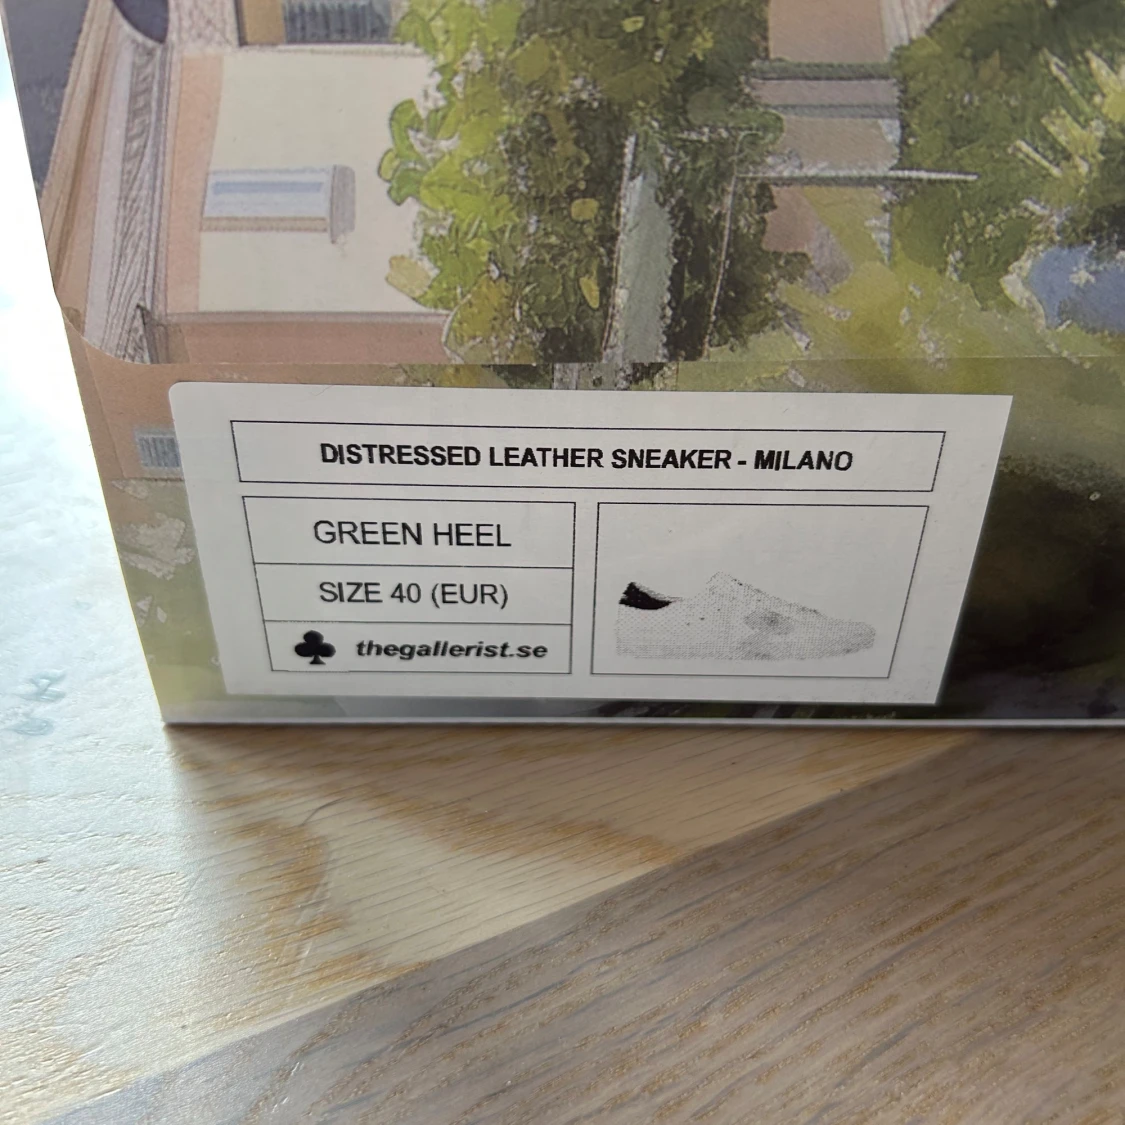 DISTRESSED LEATHER SNEAKER - MILANO
GREEN HEEL
SIZE 40 (EUR)
thegallerist.se